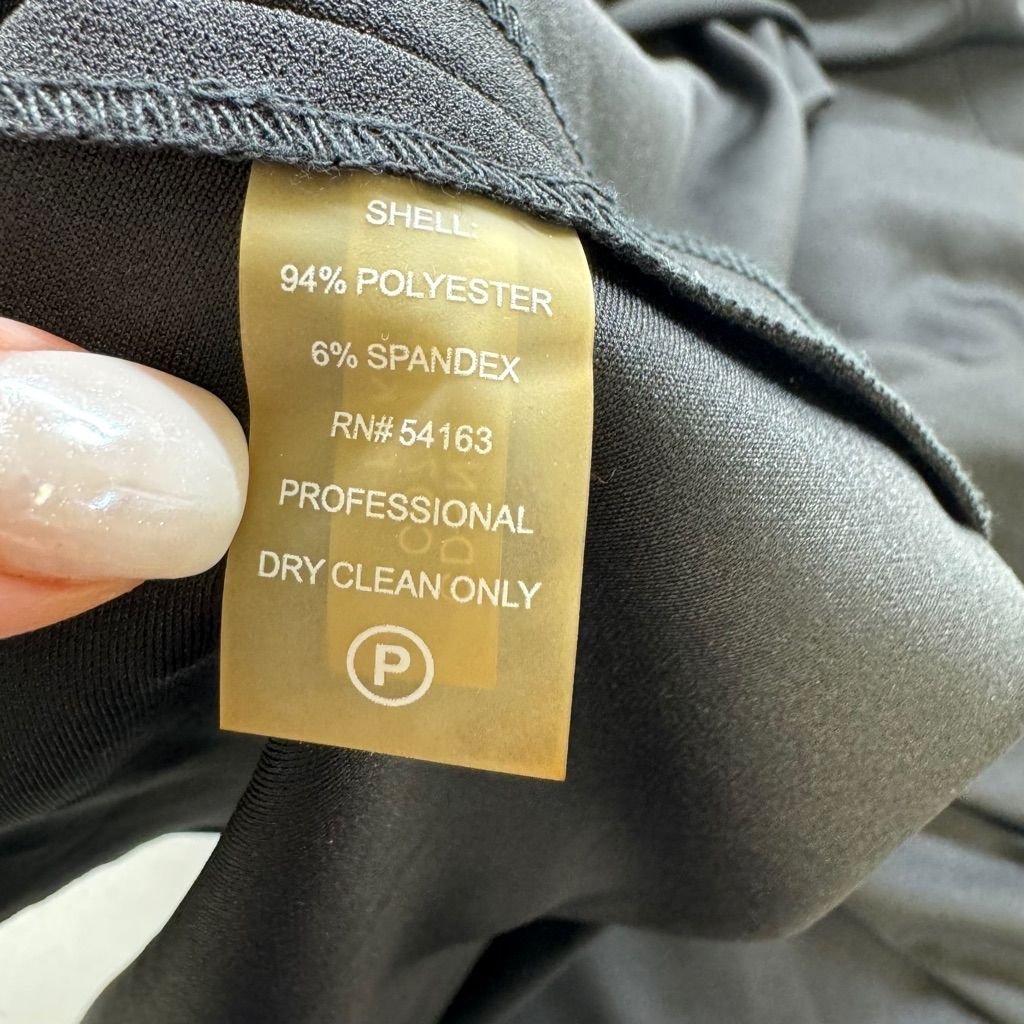 SHELL:
94% POLYESTER
6% SPANDEX
RN# 54163
PROFESSIONAL
DRY CLEAN ONLY
P